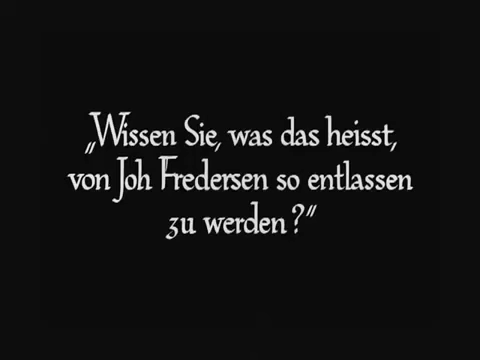 „Wissen Sie, was das heisst,
von Joh Fredersen so entlassen
zu werden?“